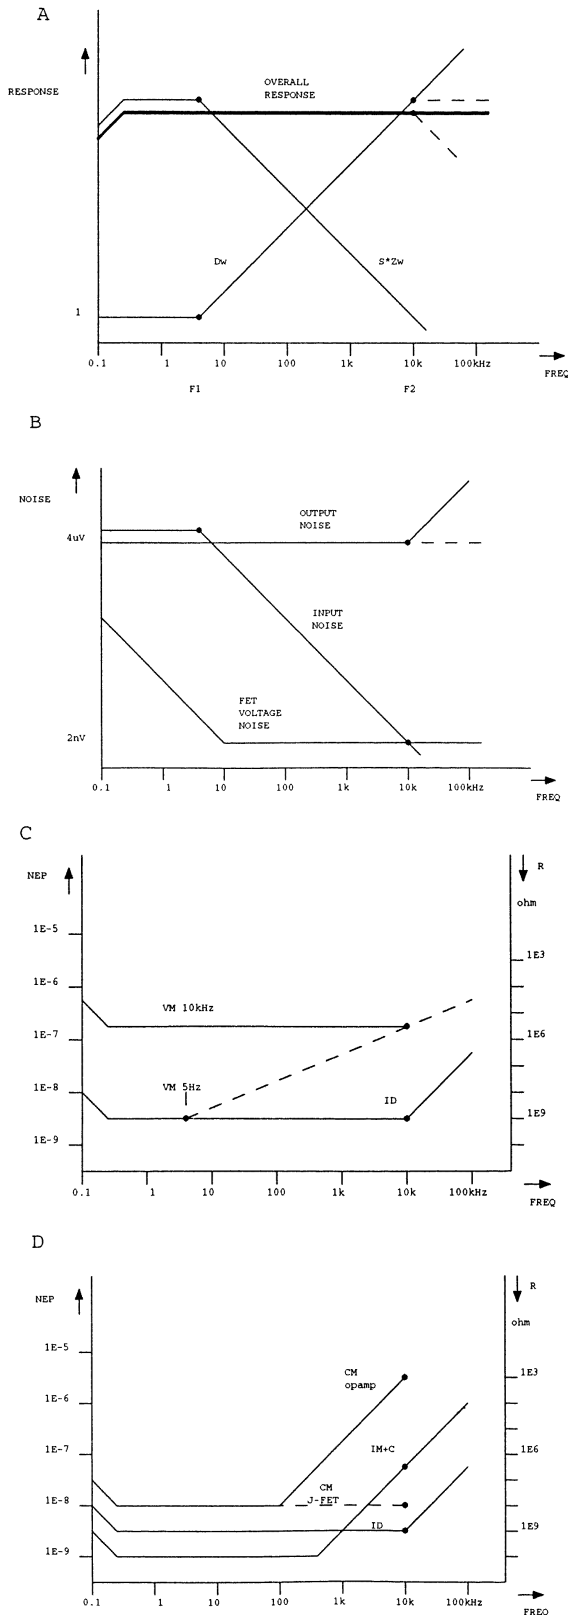 A
RESPONSE
OVERALL
RESPONSE
Dw
S*Zw
1
0.1 1 10 100 1k 10k 100kHz
FREQ
F1 F2
B
NOISE
OUTPUT
NOISE
4uV
INPUT
NOISE
FET
VOLTAGE
NOISE
2nV
0.1 1 10 100 1k 10k 100kHz
FREQ
C
NEP
R
ohm
1E-5
1E3
1E-6
VM 10kHz
1E-7
1E6
VM 5Hz
1E-8
ID
1E9
1E-9
0.1 1 10 100 1k 10k 100kHz
FREQ
D
NEP
R
ohm
1E-5
CM
opamp
1E3
1E-6
IM+C
1E-7
1E6
CM
J-FET
1E-8
ID
1E9
1E-9
0.1 1 10 100 1k 10k 100kHz
FREQ